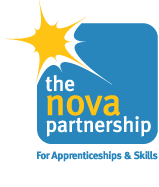 the
nova
partnership
For Apprenticeships & Skills